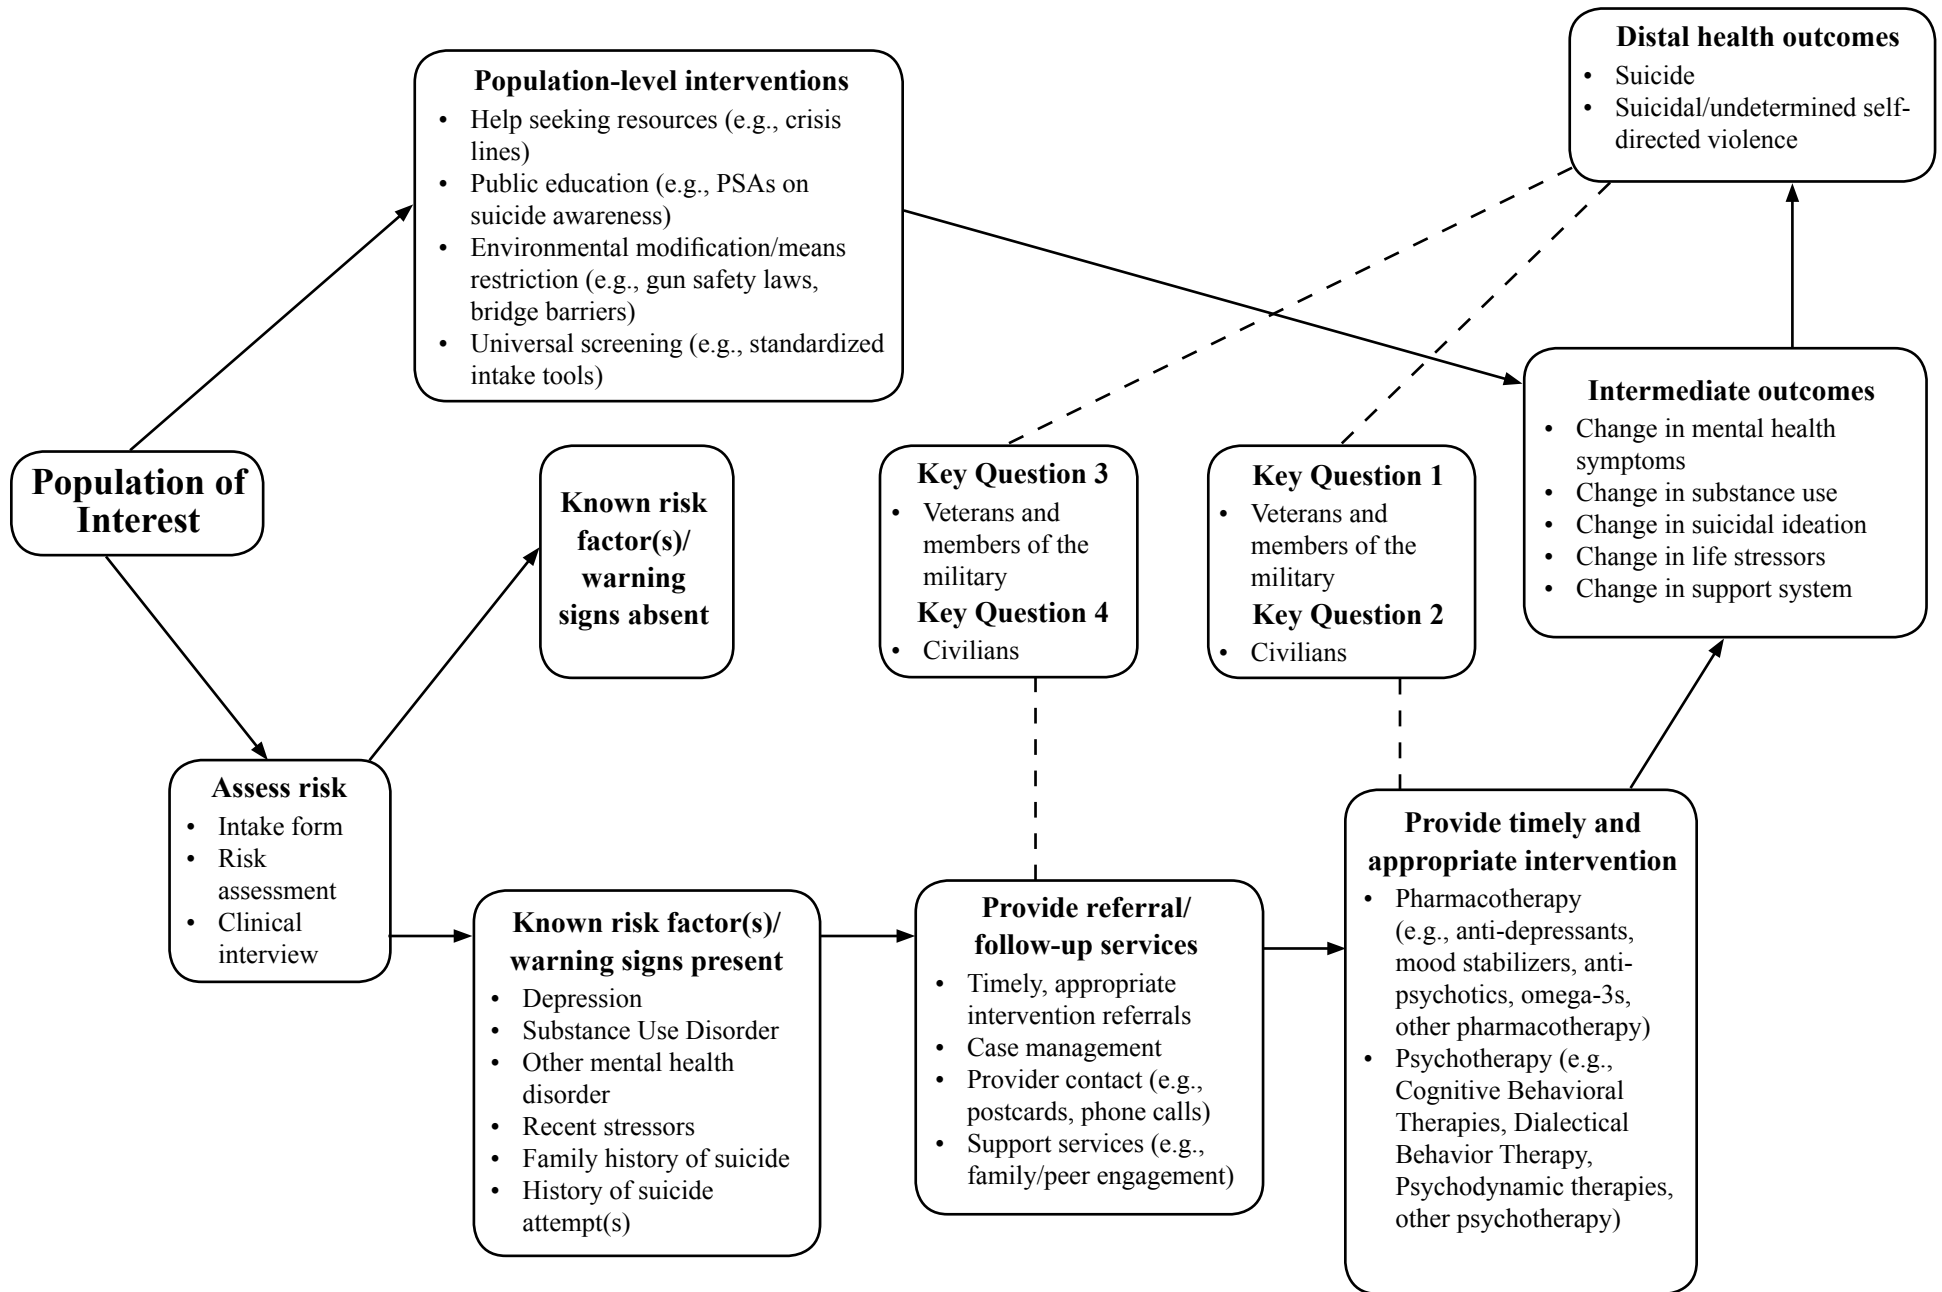 Distal health outcomes
• Suicide
• Suicidal/undetermined self-
directed violence
Population-level interventions
• Help seeking resources (e.g., crisis
lines)
• Public education (e.g., PSAs on
suicide awareness)
• Environmental modification/means
restriction (e.g., gun safety laws,
bridge barriers)
• Universal screening (e.g., standardized
intake tools)
Intermediate outcomes
• Change in mental health
symptoms
• Change in substance use
• Change in suicidal ideation
• Change in life stressors
• Change in support system
Population of
Interest
Known risk
factor(s)/
warning
signs absent
Key Question 3
• Veterans and
members of the
military
Key Question 4
• Civilians
Key Question 1
• Veterans and
members of the
military
Key Question 2
• Civilians
Assess risk
• Intake form
• Risk
assessment
• Clinical
interview
Known risk factor(s)/
warning signs present
• Depression
• Substance Use Disorder
• Other mental health
disorder
• Recent stressors
• Family history of suicide
• History of suicide
attempt(s)
Provide referral/
follow-up services
• Timely, appropriate
intervention referrals
• Case management
• Provider contact (e.g.,
postcards, phone calls)
• Support services (e.g.,
family/peer engagement)
Provide timely and
appropriate intervention
• Pharmacotherapy
(e.g., anti-depressants,
mood stabilizers, anti-
psychotics, omega-3s,
other pharmacotherapy)
• Psychotherapy (e.g.,
Cognitive Behavioral
Therapies, Dialectical
Behavior Therapy,
Psychodynamic therapies,
other psychotherapy)